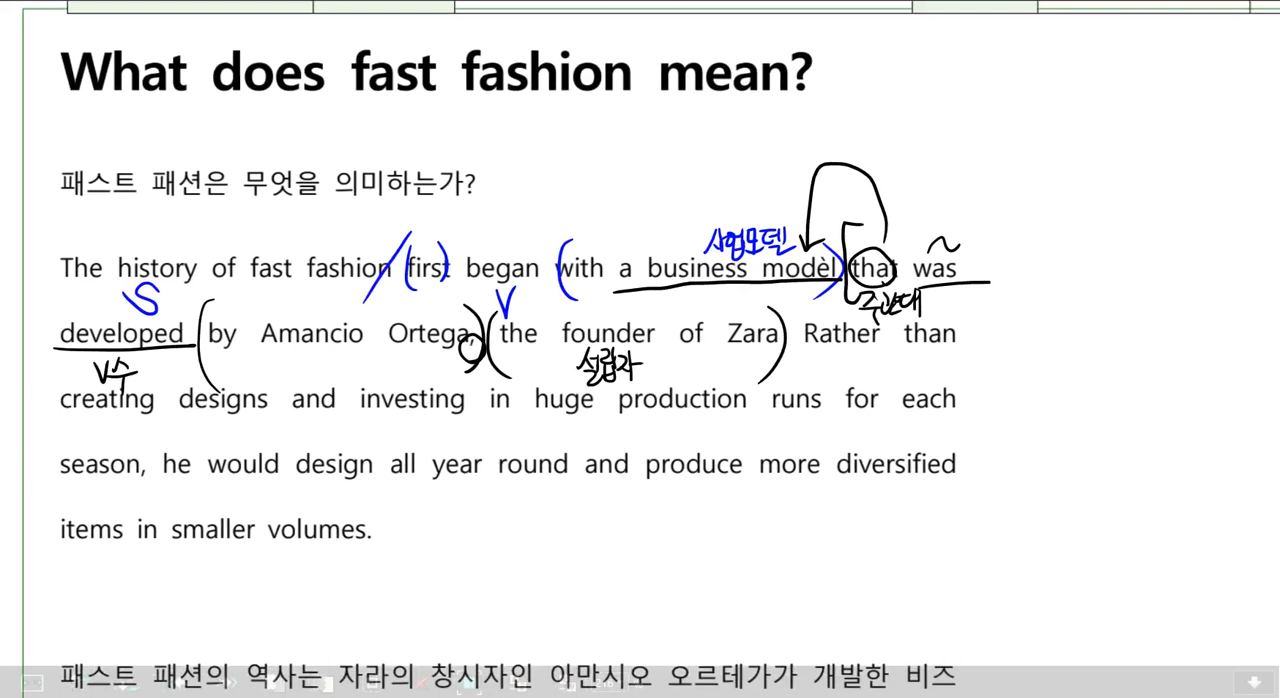 What does fast fashion mean?
패스트 패션은 무엇을 의미하는가?
사업모델
The history of fast fashion first began with a business model that was
S V 주관대
developed by Amancio Ortega, the founder of Zara Rather than
V수 설립자
creating designs and investing in huge production runs for each
season, he would design all year round and produce more diversified
items in smaller volumes.
패스트 패션의 역사는 자라의 창시자인 아만시오 오르테가가 개발한 비즈